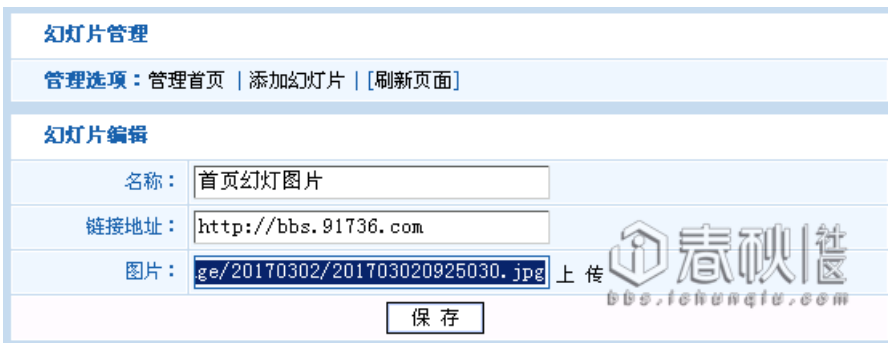 幻灯片管理
管理选项：管理首页 | 添加幻灯片 | [刷新页面]
幻灯片编辑
名称： 首页幻灯图片
链接地址： http://bbs.91736.com
图片： ge/20170302/201703020925030.jpg 上 传
春秋 社区
bbs.ichunqiu.com
保 存